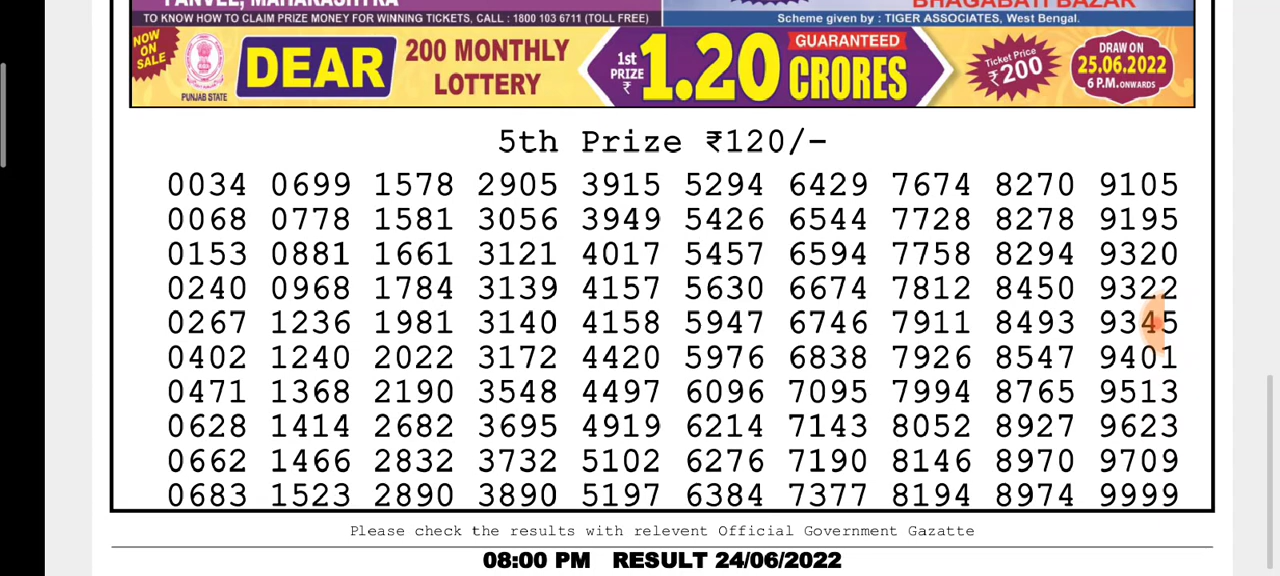 PANVEL, MAHARASHTRA
BHAGABATI BAZAR
TO KNOW HOW TO CLAIM PRIZE MONEY FOR WINNING TICKETS, CALL : 1800 103 6711 (TOLL FREE)
Scheme given by : TIGER ASSOCIATES, West Bengal.
NOW ON SALE
PUNJAB STATE
DEAR
200 MONTHLY
LOTTERY
1st
PRIZE
₹
1.20
GUARANTEED
CRORES
Ticket Price
₹200
DRAW ON
25.06.2022
6 P.M. ONWARDS
5th Prize ₹120/-
0034 0699 1578 2905 3915 5294 6429 7674 8270 9105
0068 0778 1581 3056 3949 5426 6544 7728 8278 9195
0153 0881 1661 3121 4017 5457 6594 7758 8294 9320
0240 0968 1784 3139 4157 5630 6674 7812 8450 9322
0267 1236 1981 3140 4158 5947 6746 7911 8493 9345
0402 1240 2022 3172 4420 5976 6838 7926 8547 9401
0471 1368 2190 3548 4497 6096 7095 7994 8765 9513
0628 1414 2682 3695 4919 6214 7143 8052 8927 9623
0662 1466 2832 3732 5102 6276 7190 8146 8970 9709
0683 1523 2890 3890 5197 6384 7377 8194 8974 9999
Please check the results with relevent Official Government Gazatte
08:00 PM RESULT 24/06/2022